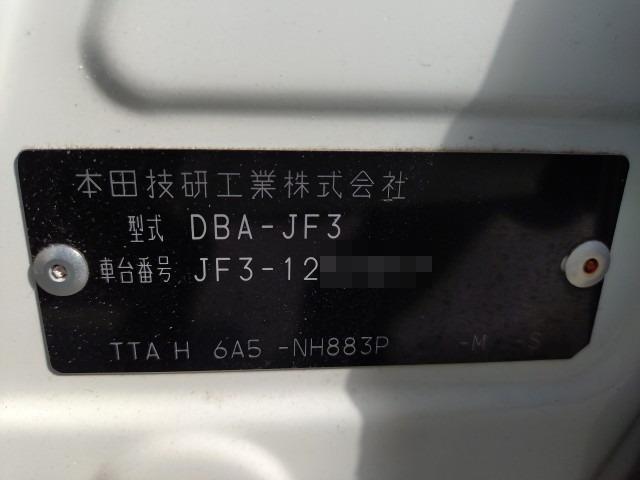 本田技研工業株式会社
型式 DBA-JF3
車台番号 JF3-12
TTA H 6A5 -NH883P -M -S